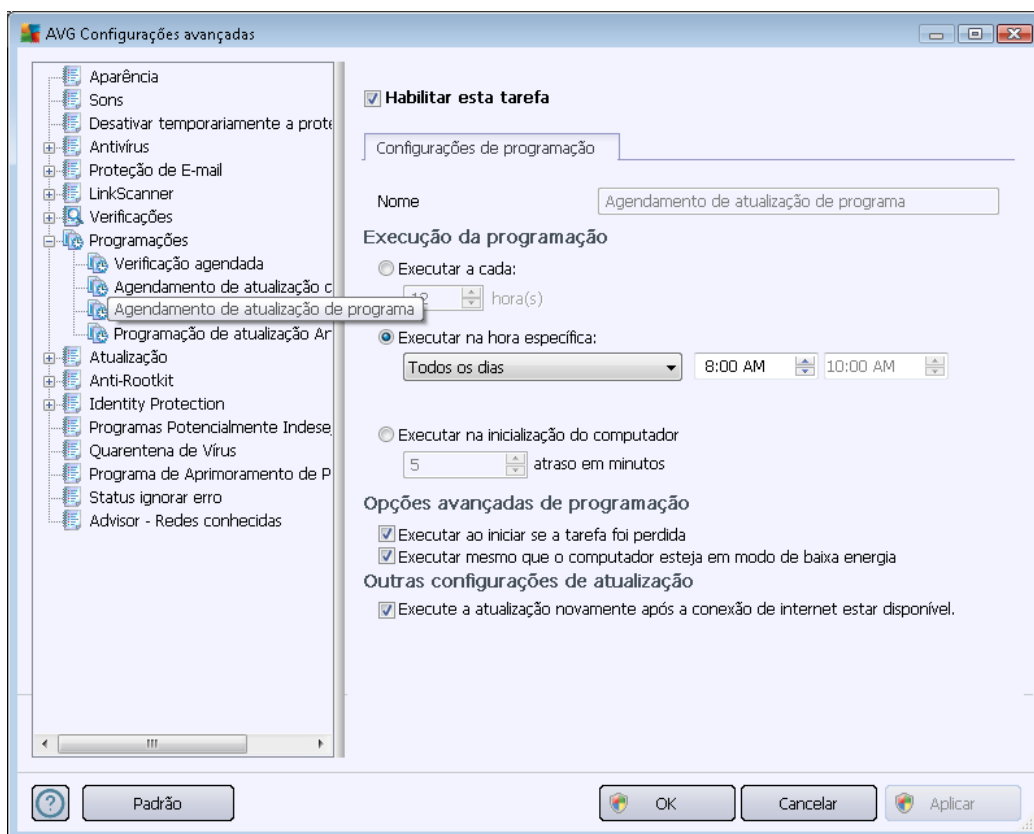 AVG Configurações avançadas
Aparência
Sons
Desativar temporariamente a prote
Antivírus
Proteção de E-mail
LinkScanner
Verificações
Programações
Verificação agendada
Agendamento de atualização c
Agendamento de atualização de programa
Programação de atualização An
Atualização
Anti-Rootkit
Identity Protection
Programas Potencialmente Indese
Quarentena de Vírus
Programa de Aprimoramento de P
Status ignorar erro
Advisor - Redes conhecidas
Habilitar esta tarefa
Configurações de programação
Nome
Agendamento de atualização de programa
Execução da programação
Executar a cada:
12 hora(s)
Executar na hora específica:
Todos os dias 8:00 AM 10:00 AM
Executar na inicialização do computador
5 atraso em minutos
Opções avançadas de programação
Executar ao iniciar se a tarefa foi perdida
Executar mesmo que o computador esteja em modo de baixa energia
Outras configurações de atualização
Execute a atualização novamente após a conexão de internet estar disponível.
? Padrão OK Cancelar Aplicar